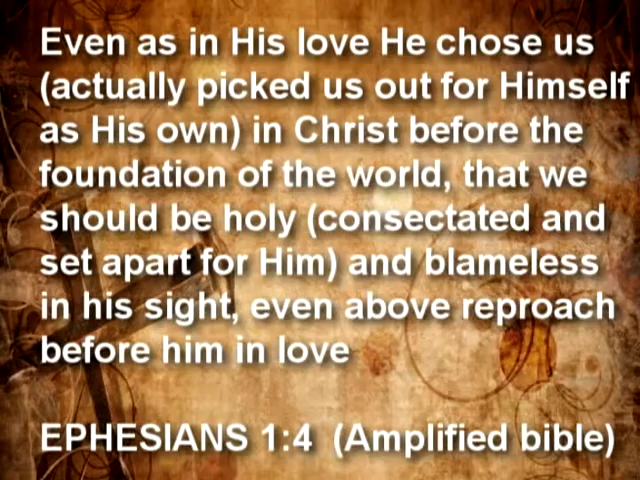 Even as in His love He chose us
(actually picked us out for Himself
as His own) in Christ before the
foundation of the world, that we
should be holy (consectated and
set apart for Him) and blameless
in his sight, even above reproach
before him in love
EPHESIANS 1:4 (Amplified bible)